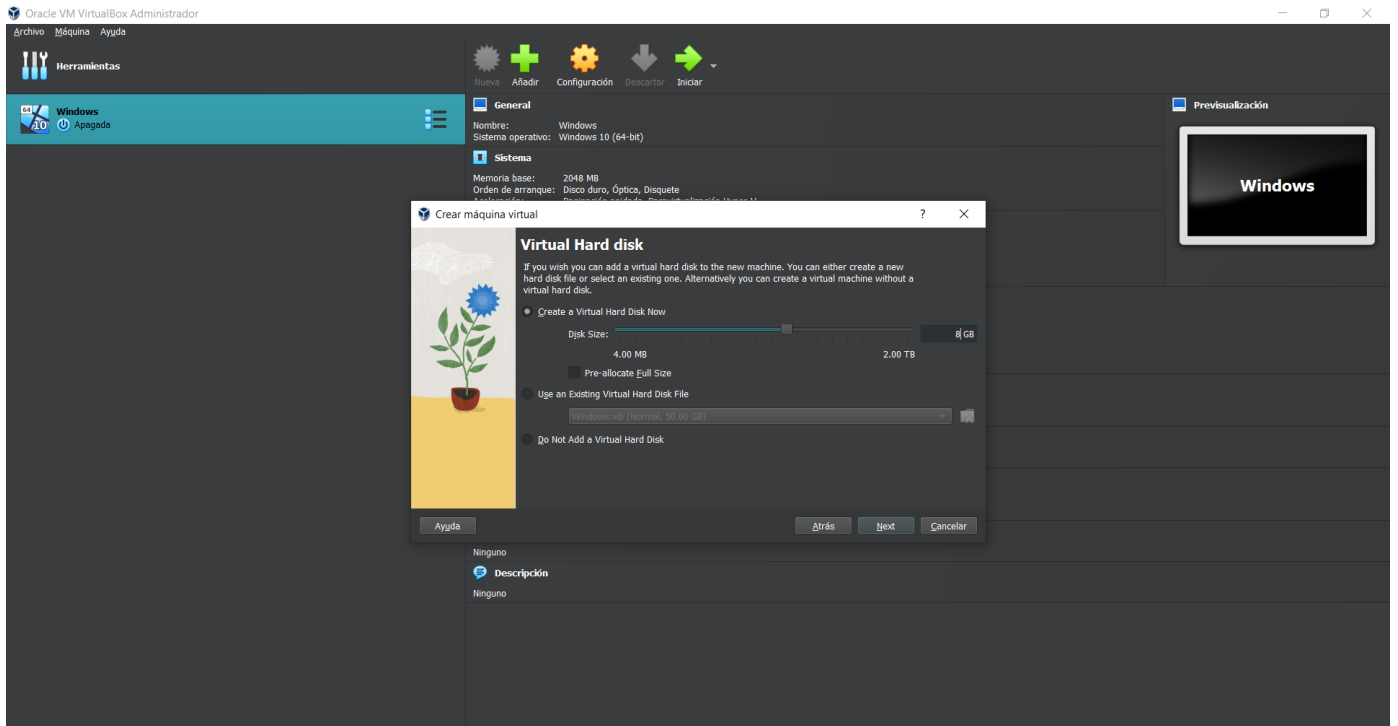 Oracle VM VirtualBox Administrador
Archivo Máquina Ayuda
Herramientas
Nueva Añadir Configuración Descartar Iniciar
64
10
Windows
Apagada
General
Nombre: Windows
Sistema operativo: Windows 10 (64-bit)
Sistema
Memoria base: 2048 MB
Orden de arranque: Disco duro, Óptica, Disquete
Previsualización
Windows
Crear máquina virtual
?
Virtual Hard disk
If you wish you can add a virtual hard disk to the new machine. You can either create a new
hard disk file or select an existing one. Alternatively you can create a virtual machine without a
virtual hard disk.
Create a Virtual Hard Disk Now
Disk Size: 8 GB
4.00 MB 2.00 TB
Pre-allocate Full Size
Use an Existing Virtual Hard Disk File
Windows.vdi (Normal, 50.00 GB)
Do Not Add a Virtual Hard Disk
Ayuda Atrás Next Cancelar
Ninguno
Descripción
Ninguno